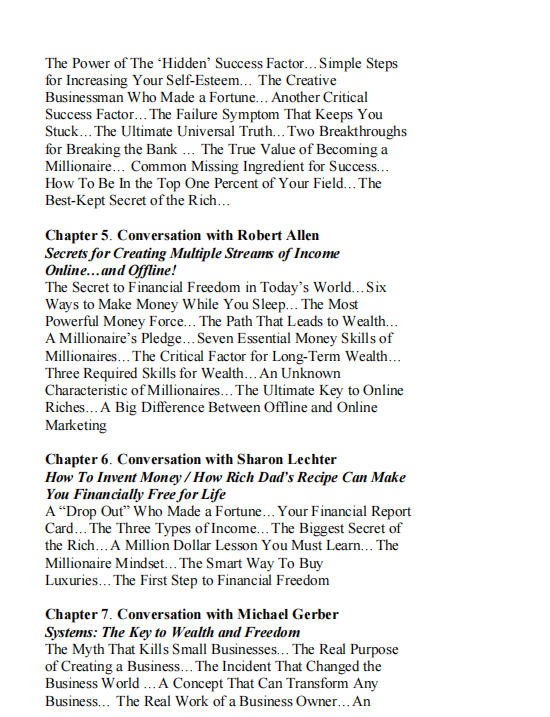 The Power of The ‘Hidden’ Success Factor…Simple Steps
for Increasing Your Self-Esteem… The Creative
Businessman Who Made a Fortune…Another Critical
Success Factor…The Failure Symptom That Keeps You
Stuck…The Ultimate Universal Truth…Two Breakthroughs
for Breaking the Bank … The True Value of Becoming a
Millionaire… Common Missing Ingredient for Success…
How To Be In the Top One Percent of Your Field…The
Best-Kept Secret of the Rich…
Chapter 5. Conversation with Robert Allen
Secrets for Creating Multiple Streams of Income
Online…and Offline!
The Secret to Financial Freedom in Today’s World…Six
Ways to Make Money While You Sleep…The Most
Powerful Money Force…The Path That Leads to Wealth…
A Millionaire’s Pledge…Seven Essential Money Skills of
Millionaires…The Critical Factor for Long-Term Wealth…
Three Required Skills for Wealth…An Unknown
Characteristic of Millionaires…The Ultimate Key to Online
Riches…A Big Difference Between Offline and Online
Marketing
Chapter 6. Conversation with Sharon Lechter
How To Invent Money / How Rich Dad’s Recipe Can Make
You Financially Free for Life
A “Drop Out” Who Made a Fortune…Your Financial Report
Card…The Three Types of Income…The Biggest Secret of
the Rich…A Million Dollar Lesson You Must Learn…The
Millionaire Mindset…The Smart Way To Buy
Luxuries…The First Step to Financial Freedom
Chapter 7. Conversation with Michael Gerber
Systems: The Key to Wealth and Freedom
The Myth That Kills Small Businesses…The Real Purpose
of Creating a Business…The Incident That Changed the
Business World …A Concept That Can Transform Any
Business… The Real Work of a Business Owner…An